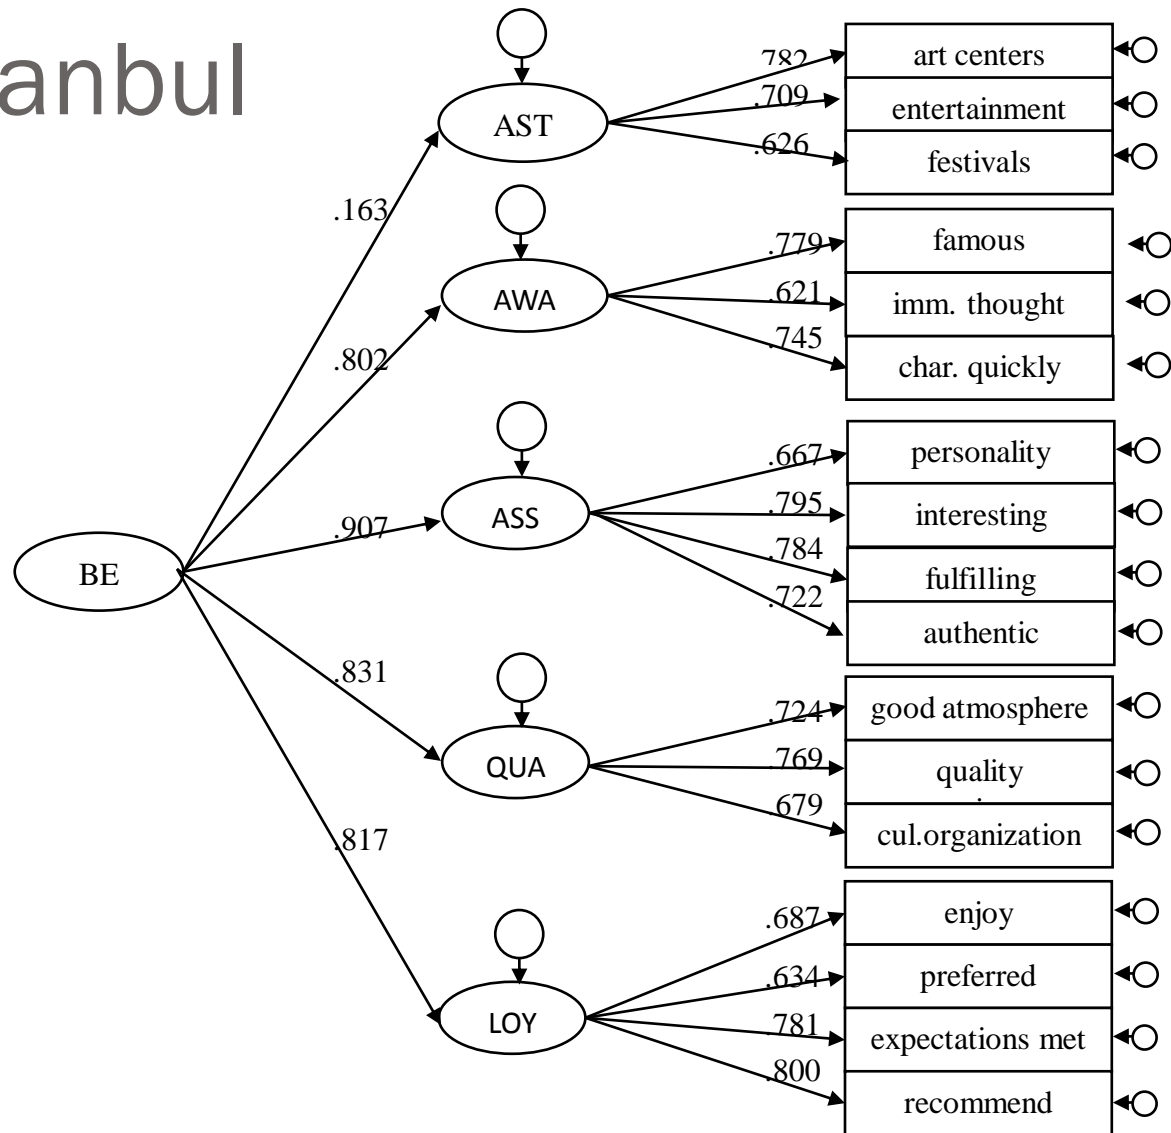 anbul
AST
.782
art centers
.709
entertainment
.626
festivals
.163
AWA
.779
famous
.621
imm. thought
.745
char. quickly
.802
ASS
.667
personality
.795
interesting
.784
fulfilling
.722
authentic
.907
BE
QUA
.724
good atmosphere
.769
quality
.679
cul.organization
.831
.817
LOY
.687
enjoy
.634
preferred
.781
expectations met
.800
recommend